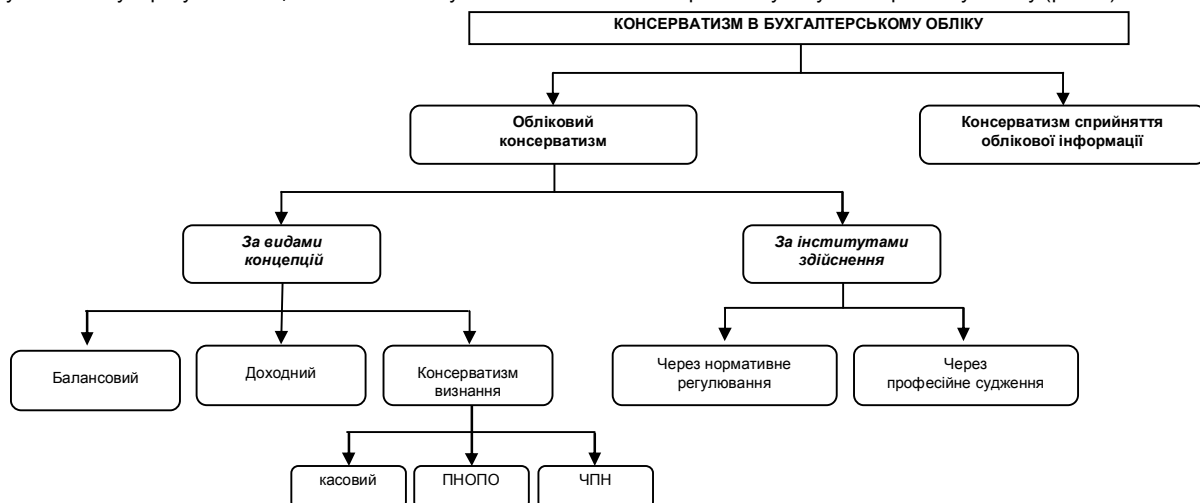 КОНСЕРВАТИЗМ В БУХГАЛТЕРСЬКОМУ ОБЛІКУ
Обліковий
консерватизм
Консерватизм сприйняття
облікової інформації
За видами
концепцій
За інститутами
здійснення
Балансовий
Доходний
Консерватизм
визнання
Через нормативне
регулювання
Через
професійне судження
касовий
ПНОПО
ЧПН